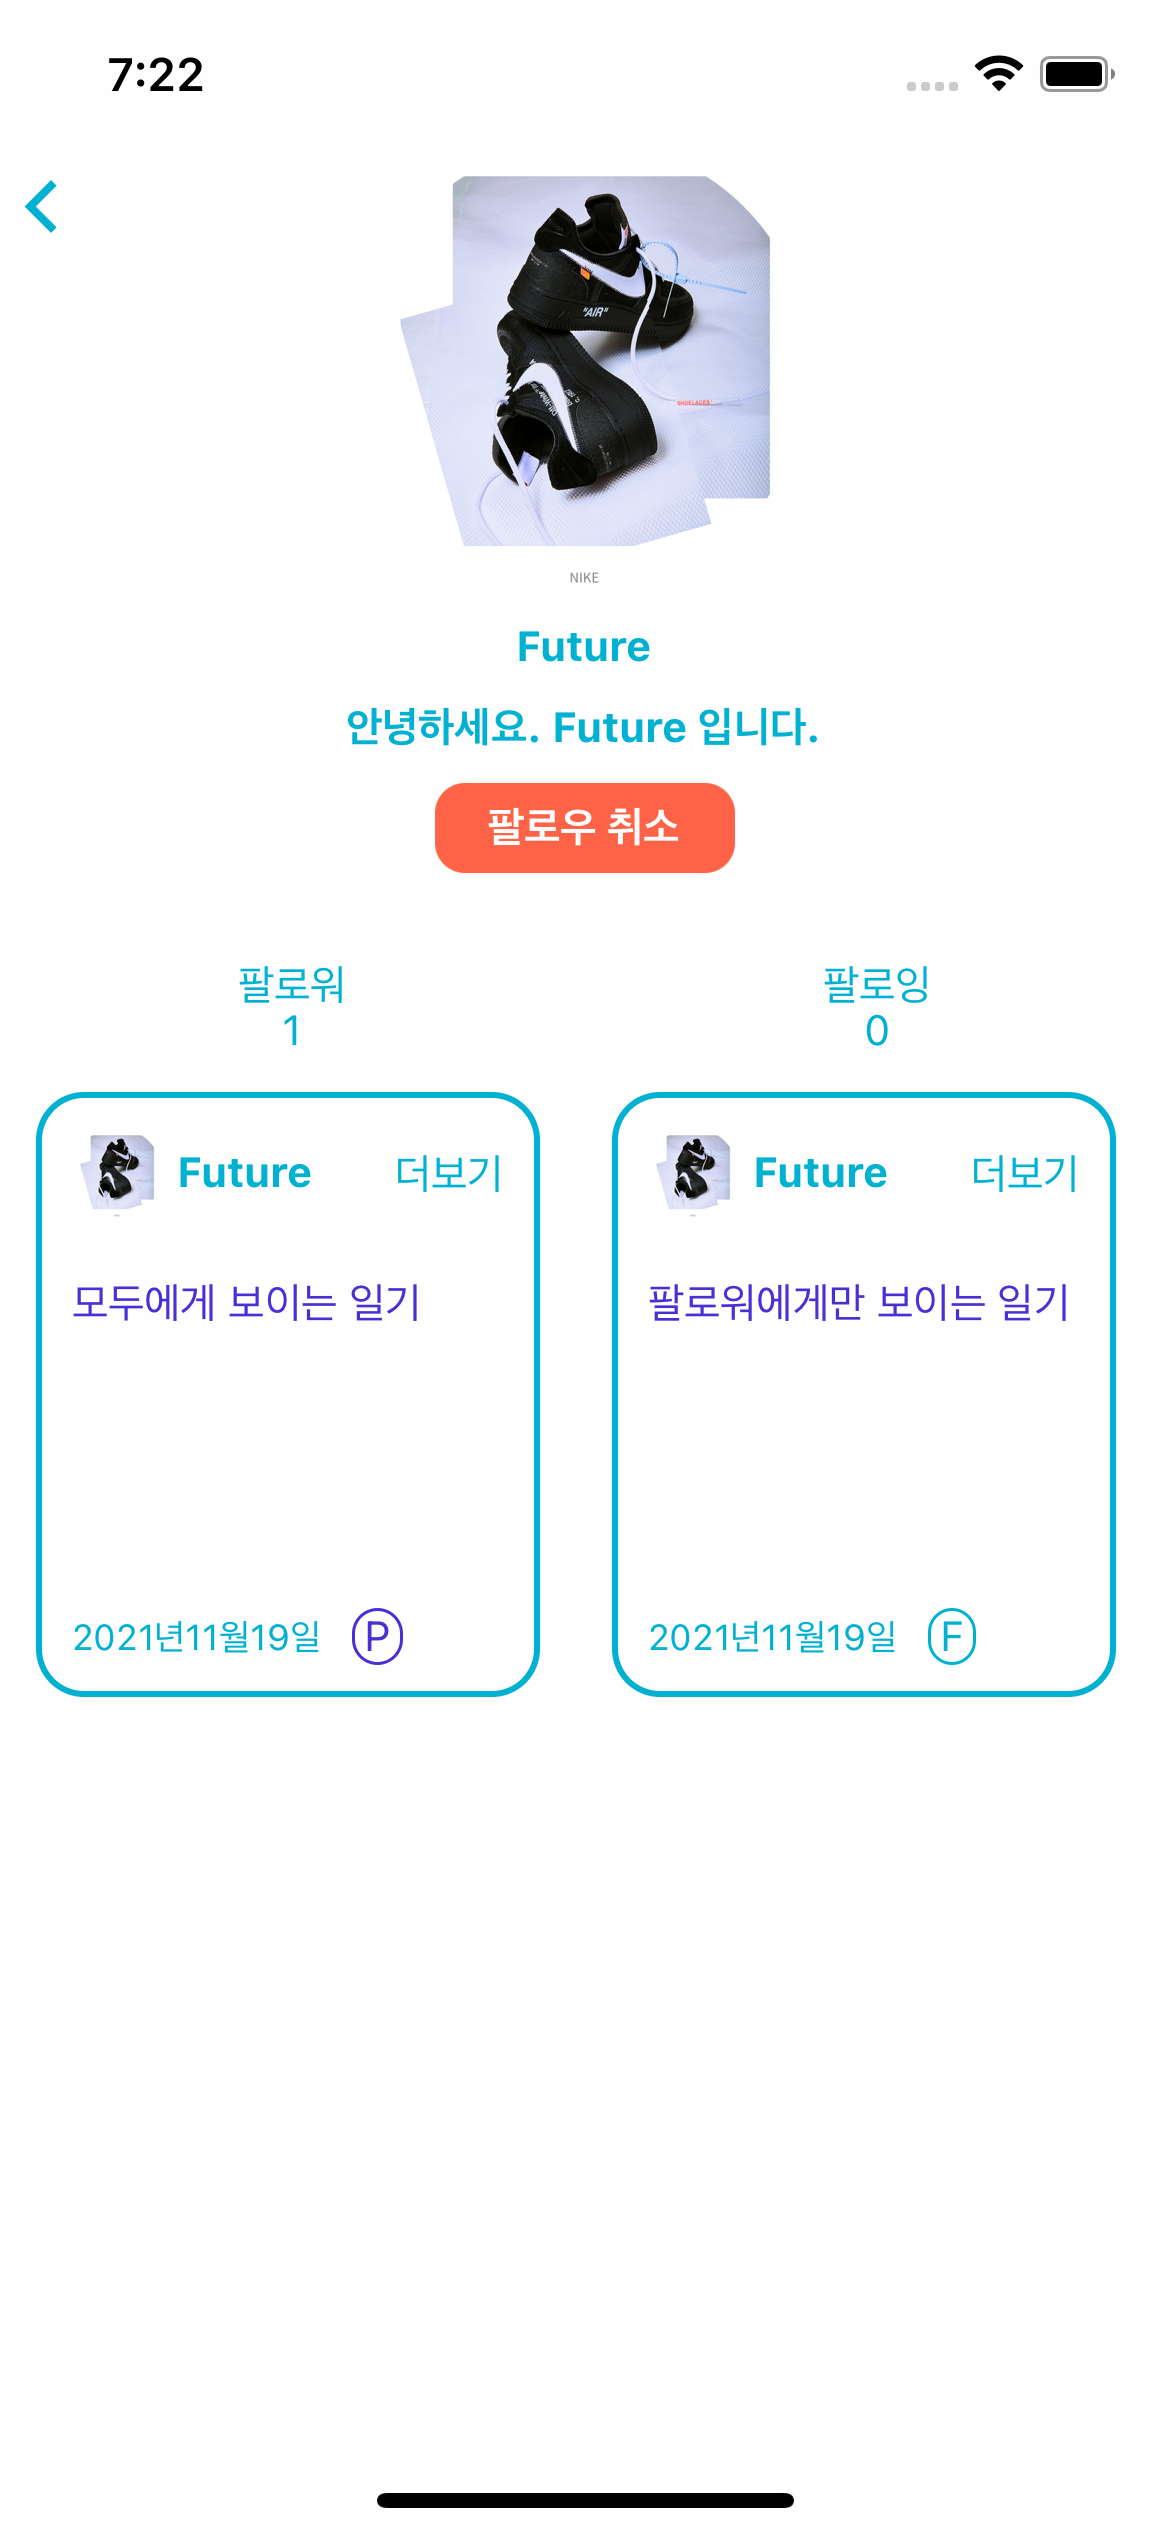 7:22
"AIR"
SHOELACES"
NIKE
Future
안녕하세요. Future 입니다.
팔로우 취소
팔로워 팔로잉
1 0
Future 더보기 Future 더보기
모두에게 보이는 일기 팔로워에게만 보이는 일기
2021년11월19일 P 2021년11월19일 F